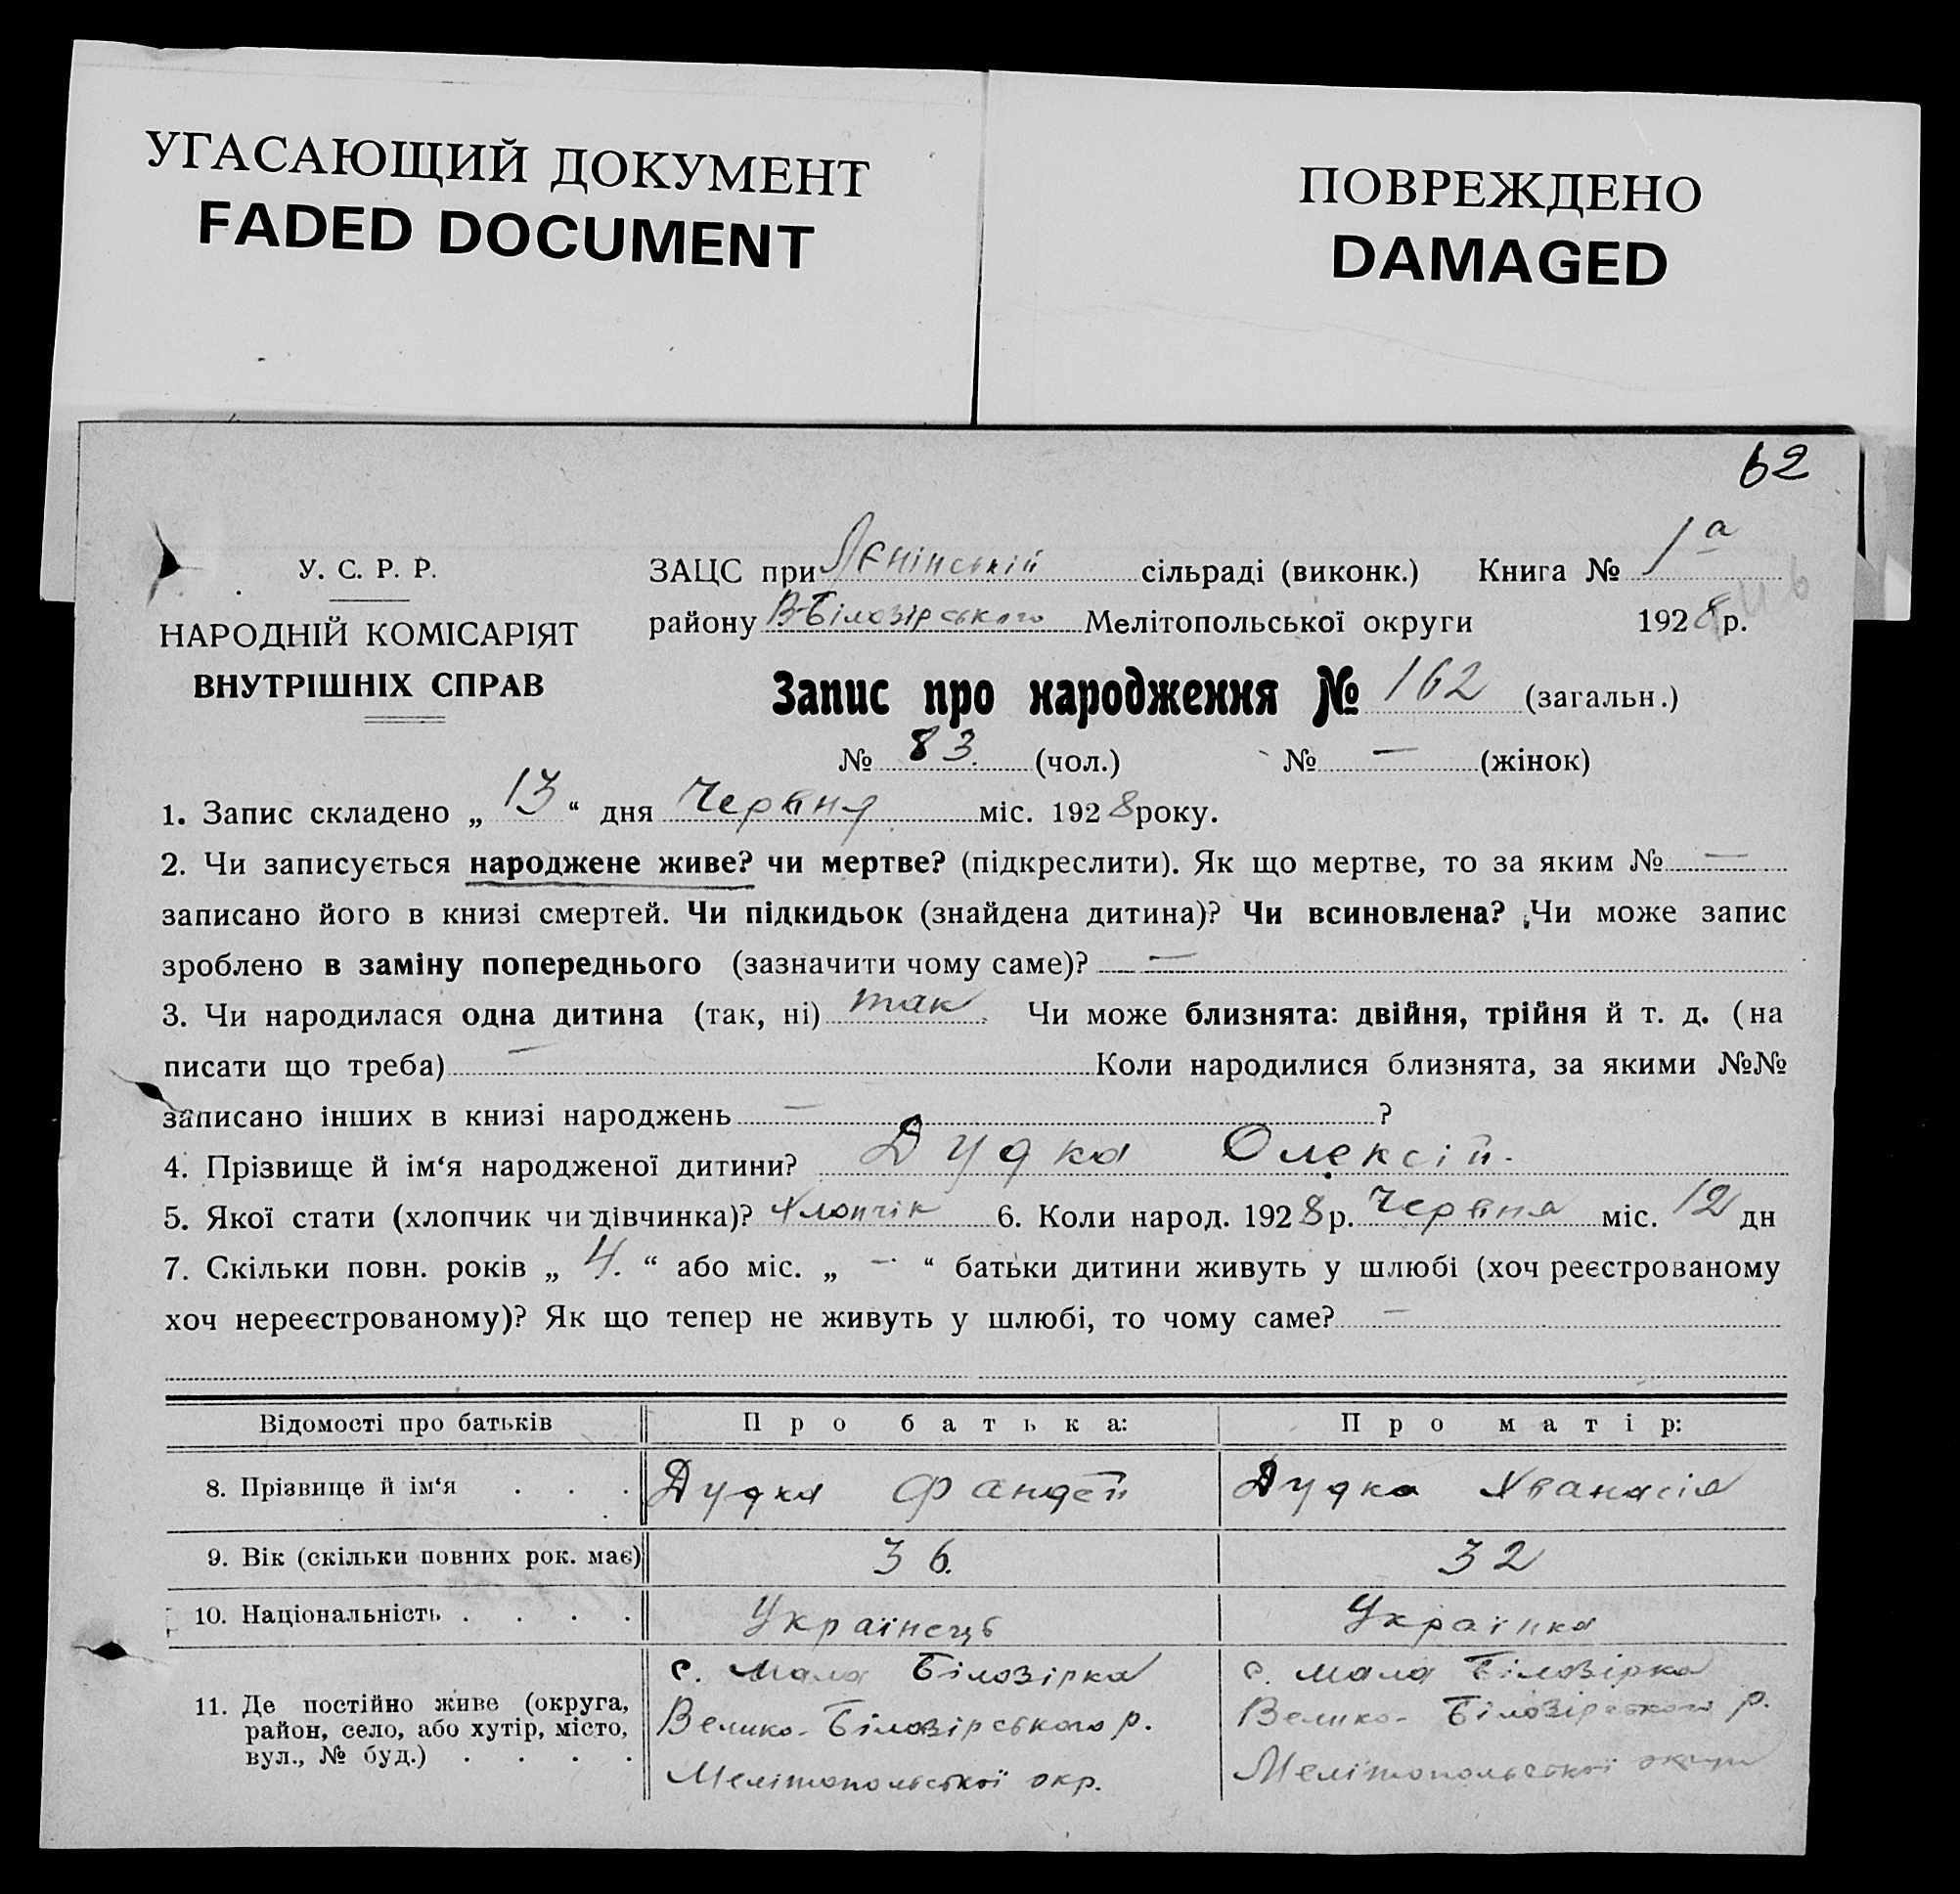 УГАСАЮЩИЙ ДОКУМЕНТ
FADED DOCUMENT
ПОВРЕЖДЕНО
DAMAGED
62
У. С. Р. Р.
НАРОДНІЙ КОМІСАРІЯТ
ВНУТРІШНІХ СПРАВ
ЗАЦС при Ленінській сільраді (виконк.) Книга № 1а
району В-Білозірського Мелітопольської округи 1928 р.
Запис про народження № 162 (загальн.)
№ 83. (чол.) № — (жінок)
1. Запис складено „ 13 “ дня Червня міс. 1928 року.
2. Чи записується народжене живе? чи мертве? (підкреслити). Як що мертве, то за яким № —
записано його в книзі смертей. Чи підкидьок (знайдена дитина)? Чи всиновлена? Чи може запис
зроблено в заміну попереднього (зазначити чому саме)? —
3. Чи народилася одна дитина (так, ні) так Чи може близнята: двійня, трійня й т. д. (на
писати що треба) — Коли народилися близнята, за якими №№
записано інших в книзі народжень — ?
4. Прізвище й ім‘я народженої дитини? Дудка Олексій.
5. Якої стати (хлопчик чи дівчинка)? Хлопчік 6. Коли народ. 1928 р. Червня міс. 12 дн
7. Скільки повн. років „ 4. “ або міс. „ — “ батьки дитини живуть у шлюбі (хоч реєстрованому
хоч нереєстрованому)? Як що тепер не живуть у шлюбі, то чому саме? —
Відомості про батьків Про батька: Про матір:
8. Прізвище й ім‘я . . . Дудка Фандей Дудка Хванасія
9. Вік (скільки повних рок. має) 36. 32
10. Національність . . . . Українець Українка
11. Де постійно живе (округа,
район, село, або хутір, місто,
вул., № буд.) . . . .
с. Мала Білозірка
Велико-Білозірського р.
Мелітопольської окр.
с. Мала Білозірка
Велико-Білозірського р.
Мелітопольської